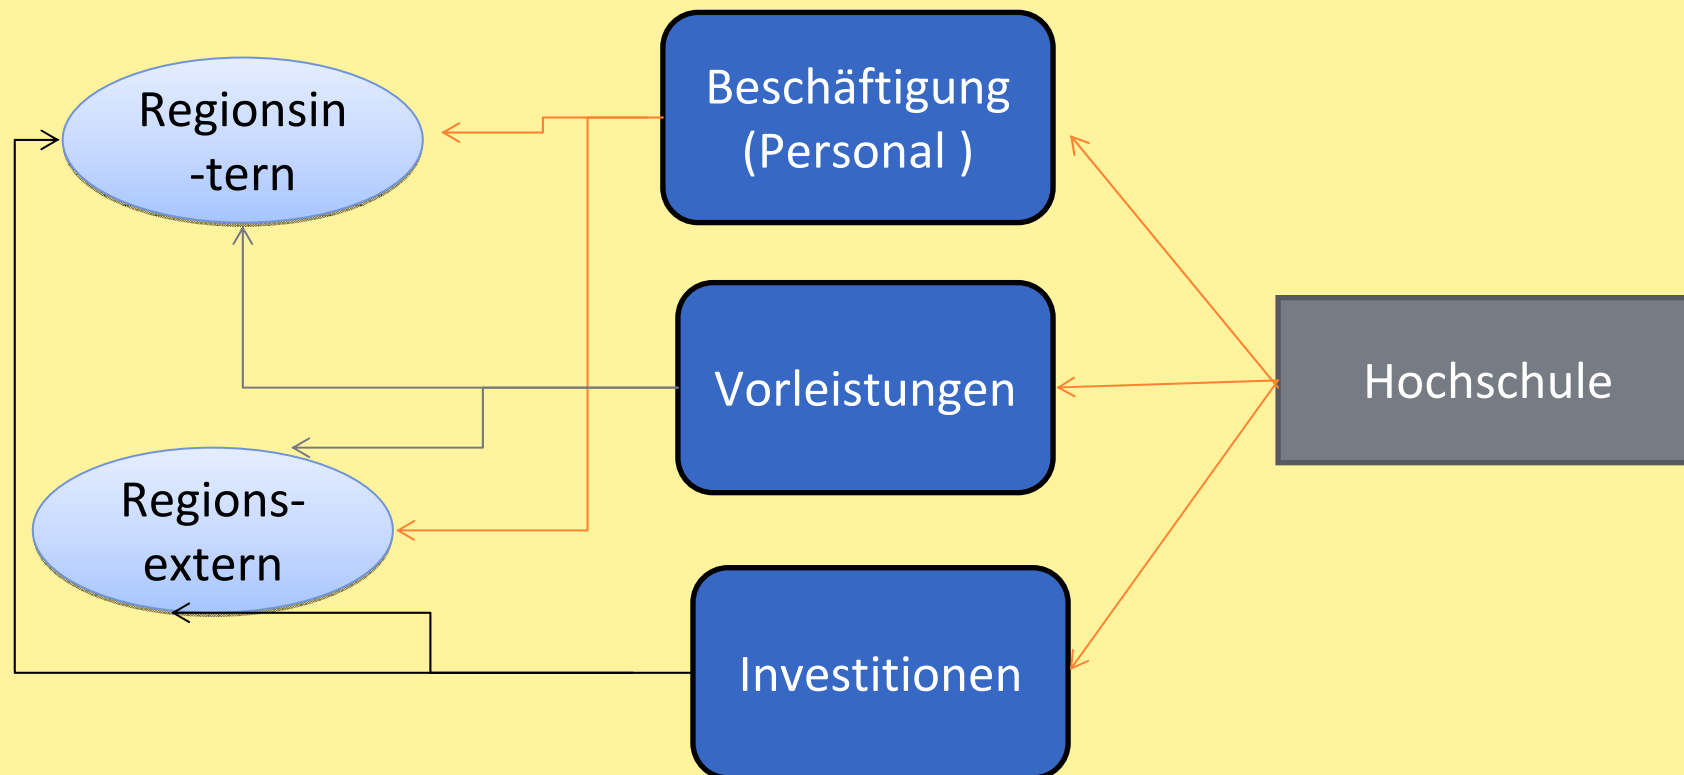 Regionsin
-tern
Beschäftigung
(Personal )
Vorleistungen
Hochschule
Regions-
extern
Investitionen